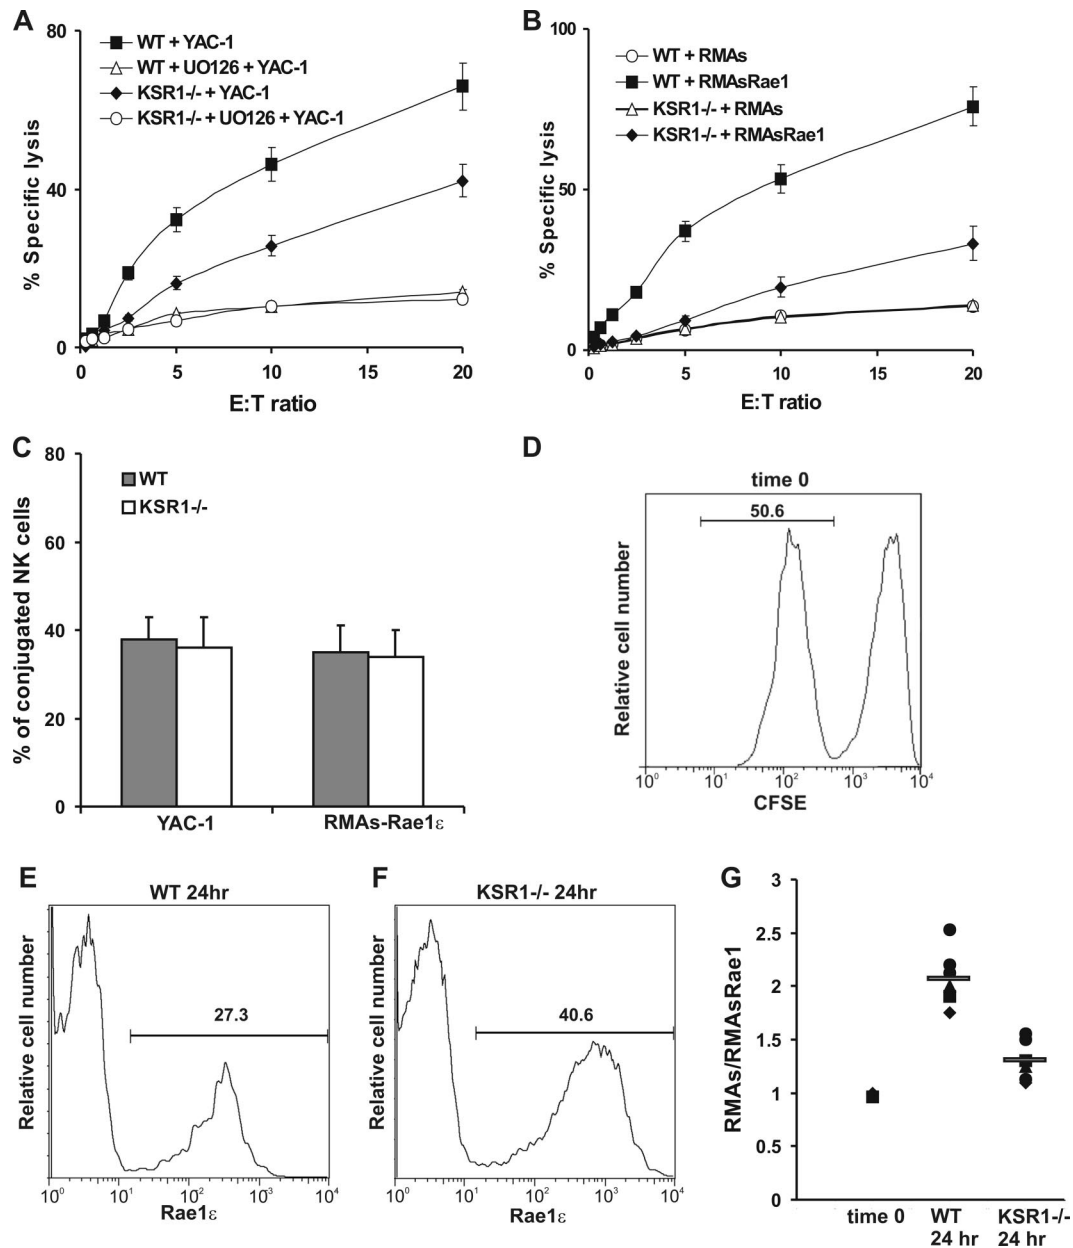 A
80
40
0
% Specific lysis
WT + YAC-1
WT + UO126 + YAC-1
KSR1-/- + YAC-1
KSR1-/- + UO126 + YAC-1
0
5
10
15
20
E:T ratio
B
100
50
0
% Specific lysis
WT + RMAs
WT + RMAsRae1
KSR1-/- + RMAs
KSR1-/- + RMAsRae1
0
5
10
15
20
E:T ratio
C
80
60
40
20
0
% of conjugated NK cells
WT
KSR1-/-
YAC-1
RMAs-Rae1ε
D
time 0
50.6
Relative cell number
10⁰ 10¹ 10² 10³ 10⁴
CFSE
E
WT 24hr
27.3
Relative cell number
10⁰ 10¹ 10² 10³ 10⁴
Rae1ε
F
KSR1-/- 24hr
40.6
Relative cell number
10⁰ 10¹ 10² 10³ 10⁴
Rae1ε
G
3
2.5
2
1.5
1
0.5
0
RMAs/RMAsRae1
time 0
WT
24 hr
KSR1-/-
24 hr